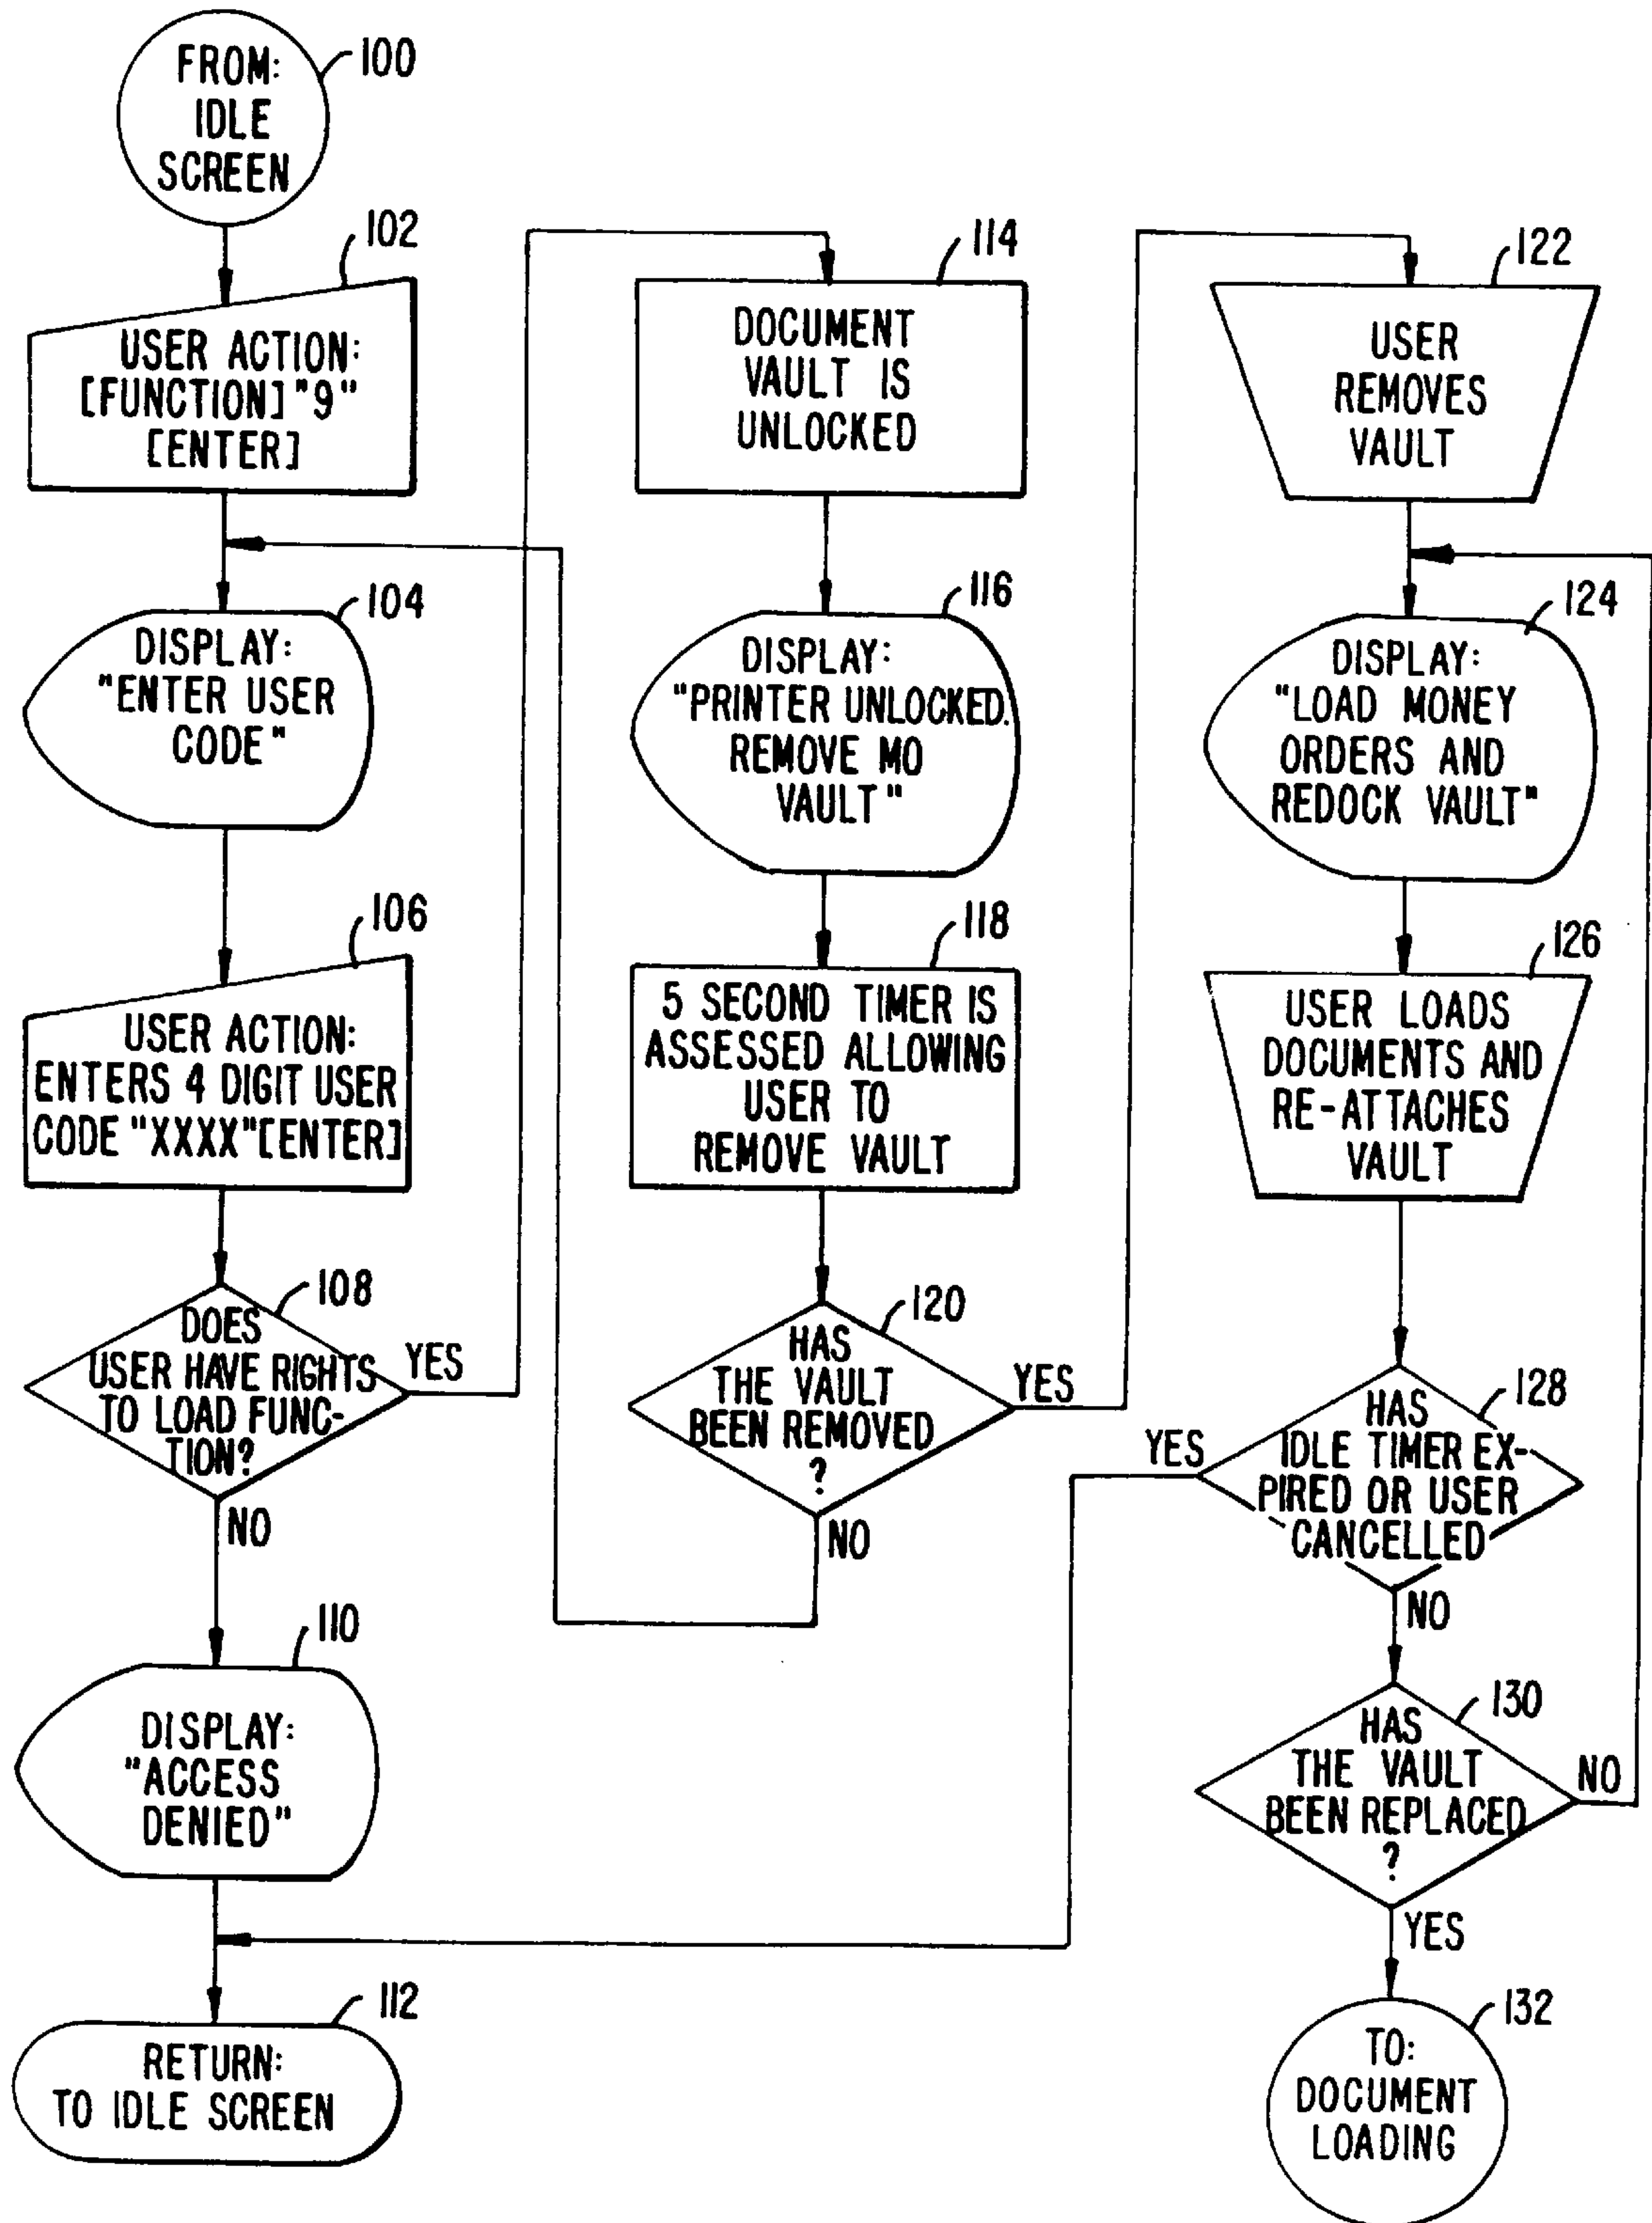 FROM:
IDLE
SCREEN
100
102
USER ACTION:
[FUNCTION] "9"
[ENTER]
104
DISPLAY:
"ENTER USER
CODE"
106
USER ACTION:
ENTERS 4 DIGIT USER
CODE "XXXX"[ENTER]
108
DOES
USER HAVE RIGHTS
TO LOAD FUNC-
TION?
YES
NO
110
DISPLAY:
"ACCESS
DENIED"
112
RETURN:
TO IDLE SCREEN
114
DOCUMENT
VAULT IS
UNLOCKED
116
DISPLAY:
"PRINTER UNLOCKED.
REMOVE MO
VAULT"
118
5 SECOND TIMER IS
ASSESSED ALLOWING
USER TO
REMOVE VAULT
120
HAS
THE VAULT
BEEN REMOVED
?
YES
NO
122
USER
REMOVES
VAULT
124
DISPLAY:
"LOAD MONEY
ORDERS AND
REDOCK VAULT"
126
USER LOADS
DOCUMENTS AND
RE-ATTACHES
VAULT
128
HAS
IDLE TIMER EX-
PIRED OR USER
CANCELLED
YES
NO
130
HAS
THE VAULT
BEEN REPLACED
?
NO
YES
132
TO:
DOCUMENT
LOADING